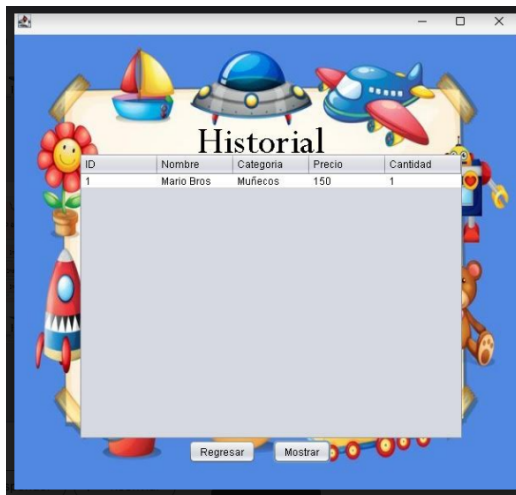 Historial
ID Nombre Categoria Precio Cantidad
1 Mario Bros Muñecos 150 1
Regresar Mostrar